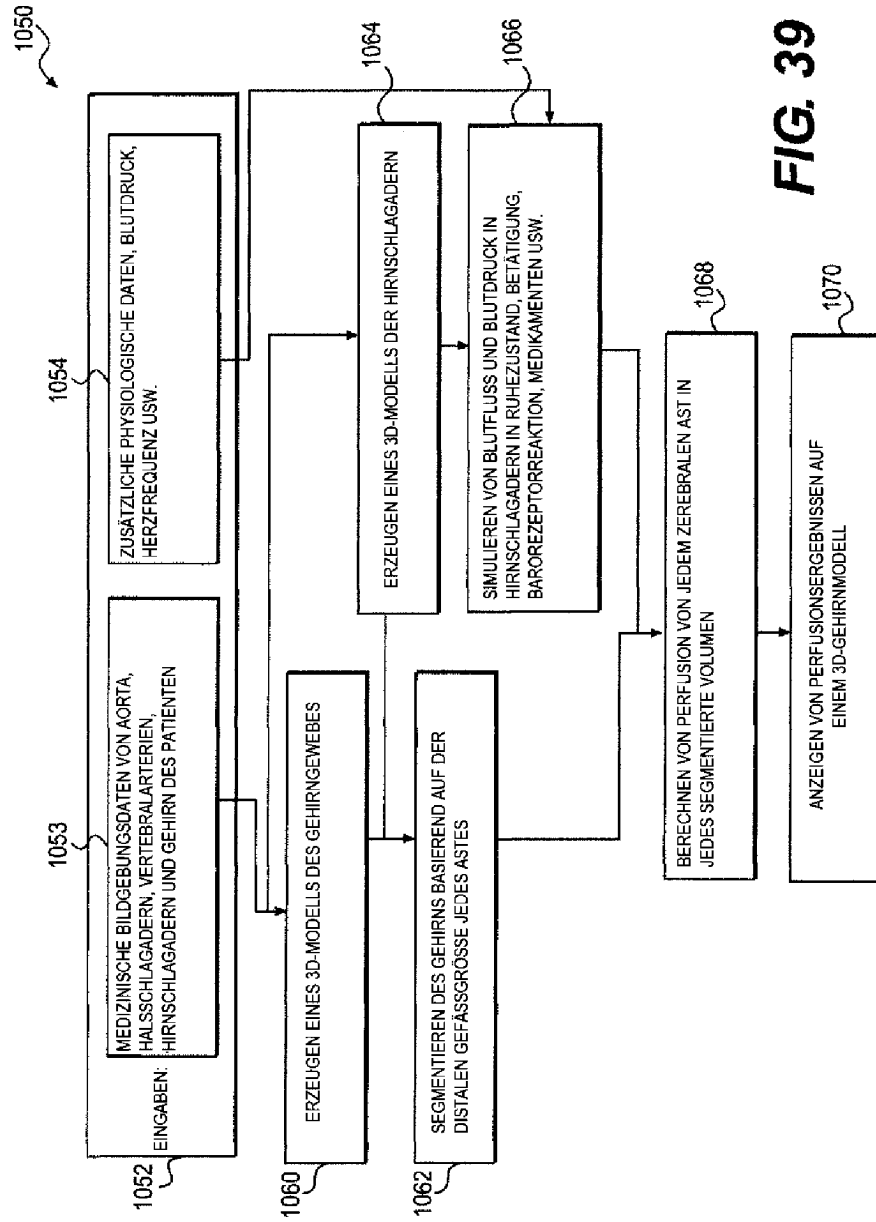 1050
1052
EINGABEN:
1053
MEDIZINISCHE BILDGEBUNGSDATEN VON AORTA,
HALSSCHLAGADERN, VERTEBRALARTERIEN,
HIRNSCHLAGADERN UND GEHIRN DES PATIENTEN
1054
ZUSÄTZLICHE PHYSIOLOGISCHE DATEN, BLUTDRUCK,
HERZFREQUENZ USW.
1060
ERZEUGEN EINES 3D-MODELLS DES GEHIRNGEWEBES
1064
ERZEUGEN EINES 3D-MODELLS DER HIRNSCHLAGADERN
1062
SEGMENTIEREN DES GEHIRNS BASIEREND AUF DER
DISTALEN GEFÄSSGRÖSSE JEDES ASTES
1066
SIMULIEREN VON BLUTFLUSS UND BLUTDRUCK IN
HIRNSCHLAGADERN IN RUHEZUSTAND, BETÄTIGUNG,
BAROREZEPTORREAKTION, MEDIKAMENTEN USW.
1068
BERECHNEN VON PERFUSION VON JEDEM ZEREBRALEN AST IN
JEDES SEGMENTIERTE VOLUMEN
1070
ANZEIGEN VON PERFUSIONSERGEBNISSEN AUF
EINEM 3D-GEHIRNMODELL
FIG. 39